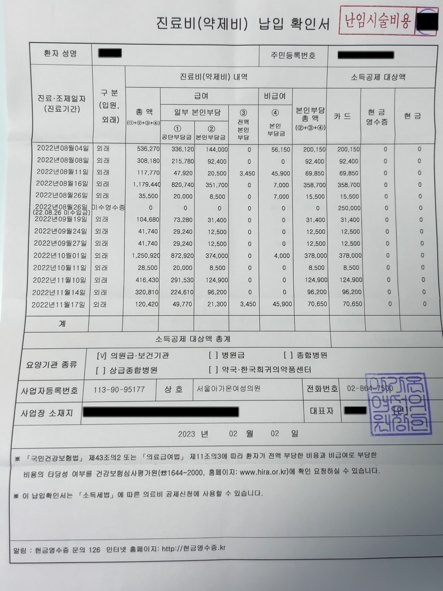 진료비(약제비) 납입 확인서
난임시술비용
환자 성명
주민등록번호
진료·조제일자 (진료기간)
구 분 (입원, 외래)
진료비(약제비) 내역
소득공제 대상액
총 액 (①+②+③+④)
급여
비급여
본인부담 총 액 (②+③+④)
카 드
현 금 영수증
현 금
일부 본인부담
① 공단부담금
② 본인부담금
③ 전액 본인 부담
④ 본인 부담금
2022년08월04일 외래 536,270 336,120 144,000 0 56,150 200,150 200,150 0 0
2022년08월08일 외래 308,180 215,780 92,400 0 0 92,400 92,400 0 0
2022년08월11일 외래 117,770 47,920 20,500 3,450 45,900 69,850 69,850 0 0
2022년08월16일 외래 1,179,440 820,740 351,700 0 7,000 358,700 358,700 0 0
2022년08월26일 외래 35,500 20,000 8,500 0 7,000 15,500 15,500 0 0
2022년08월26일 미수영수증 0 0 0 0 0 0 250,000 0 0
(22.08.26 미수입금)
2022년09월19일 외래 104,680 73,280 31,400 0 0 31,400 31,400 0 0
2022년09월24일 외래 41,740 29,240 12,500 0 0 12,500 12,500 0 0
2022년09월27일 외래 41,740 29,240 12,500 0 0 12,500 12,500 0 0
2022년10월01일 외래 1,250,920 872,920 374,000 0 4,000 378,000 378,000 0 0
2022년10월11일 외래 28,500 20,000 8,500 0 0 8,500 8,500 0 0
2022년11월10일 외래 416,430 291,530 124,900 0 0 124,900 124,900 0 0
2022년11월14일 외래 320,810 224,610 96,200 0 0 96,200 96,200 0 0
2022년11월17일 외래 120,420 49,770 21,300 3,450 45,900 70,650 70,650 0 0
계
소득공제 대상액 총계
요양기관 종류
[√] 의원급·보건기관 [ ] 병원급 [ ] 종합병원
[ ] 상급종합병원 [ ] 약국·한국희귀의약품센터
사업자등록번호 113-90-95177 상 호 서울아가온여성의원 전화번호
사업장 소재지 대표자
2023 년 02 월 02 일
※ 「국민건강보험법」 제43조의2 또는 「의료급여법」 제11조의3에 따라 환자가 전액 부담한 비용과 비급여로 부담한
비용의 타당성 여부를 건강보험심사평가원(☎1644-2000, 홈페이지: www.hira.or.kr)에 확인 요청하실 수 있습니다.
※ 이 납입확인서는 「소득세법」에 따른 의료비 공제신청에 사용할 수 있습니다.
알림 : 현금영수증 문의 126 인터넷 홈페이지: http://현금영수증.kr